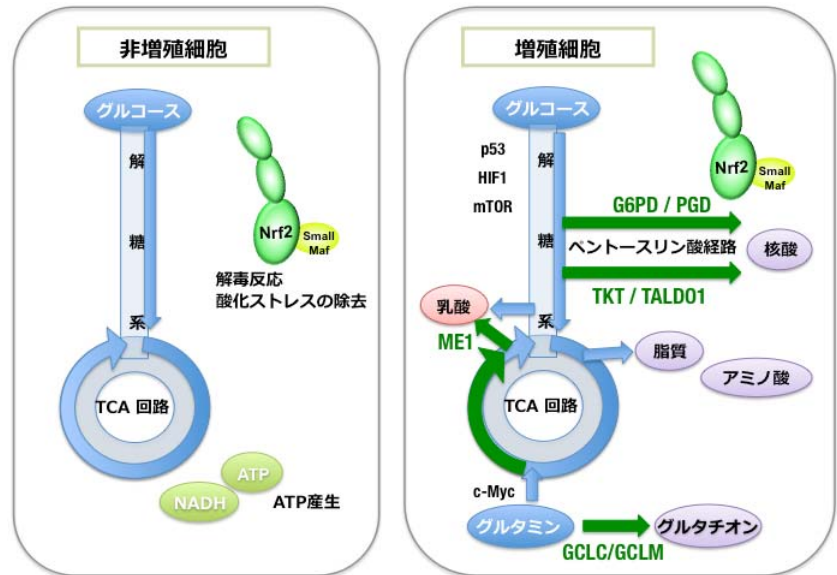 非増殖細胞
グルコース
解
糖
系
Nrf2
Small
Maf
解毒反応
酸化ストレスの除去
TCA 回路
ATP
NADH
ATP産生
増殖細胞
グルコース
p53
HIF1
mTOR
解
糖
系
Nrf2
Small
Maf
G6PD / PGD
ペントースリン酸経路
核酸
TKT / TALDO1
乳酸
ME1
脂質
アミノ酸
TCA 回路
c-Myc
グルタミン
グルタチオン
GCLC/GCLM